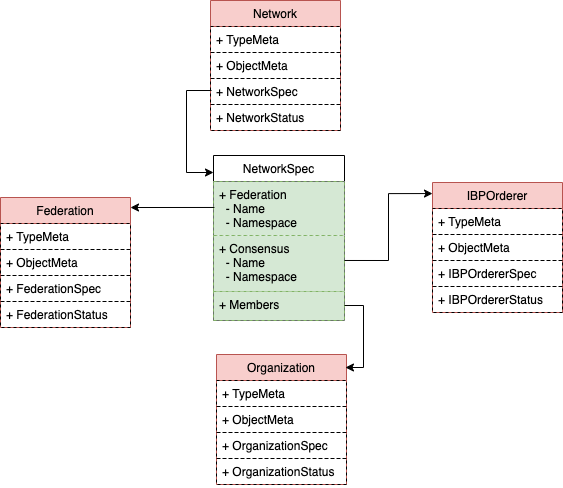 Network
+ TypeMeta
+ ObjectMeta
+ NetworkSpec
+ NetworkStatus
NetworkSpec
+ Federation
- Name
- Namespace
+ Consensus
- Name
- Namespace
+ Members
Federation
+ TypeMeta
+ ObjectMeta
+ FederationSpec
+ FederationStatus
IBPOrderer
+ TypeMeta
+ ObjectMeta
+ IBPOrdererSpec
+ IBPOrdererStatus
Organization
+ TypeMeta
+ ObjectMeta
+ OrganizationSpec
+ OrganizationStatus